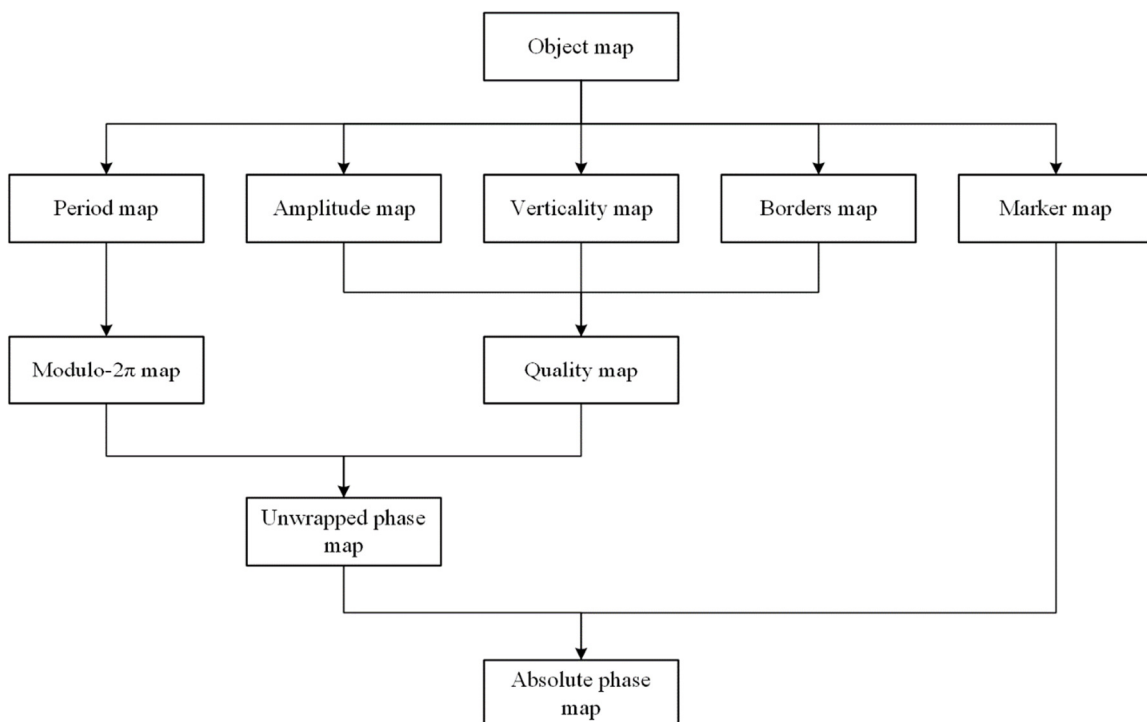 Object map
Period map
Amplitude map
Verticality map
Borders map
Marker map
Modulo-2π map
Quality map
Unwrapped phase
map
Absolute phase
map